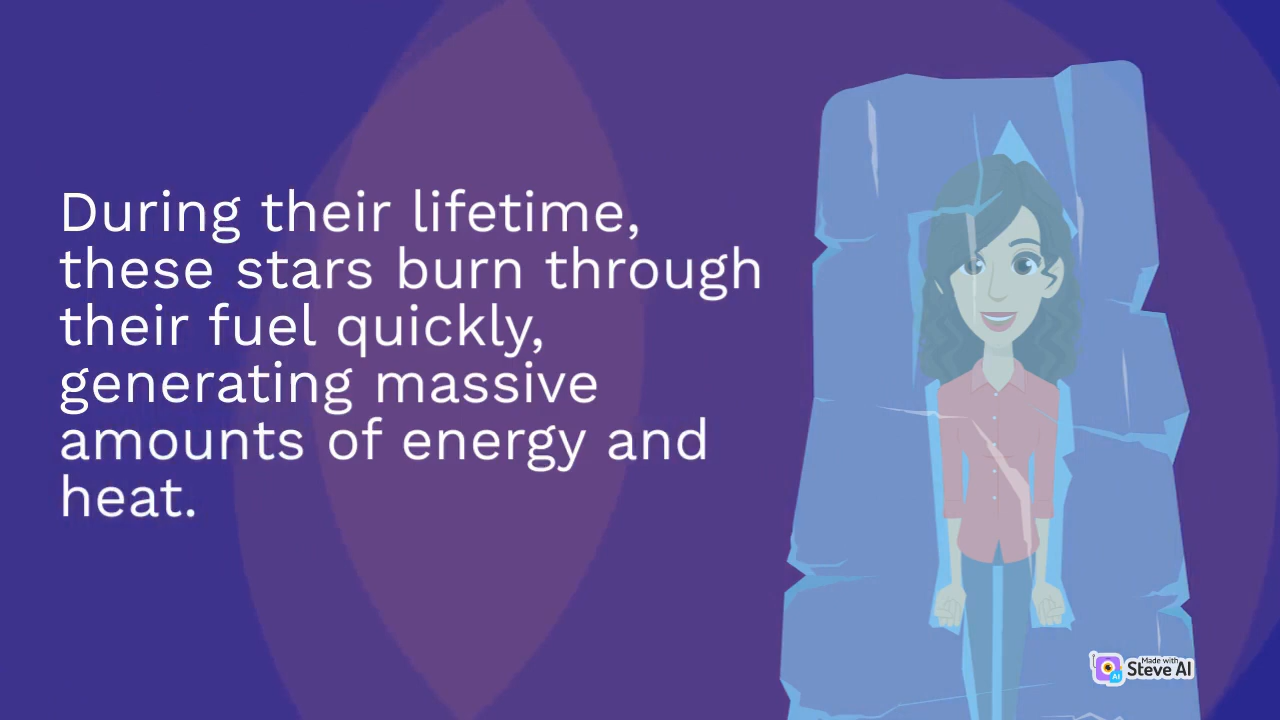 During their lifetime,
these stars burn through
their fuel quickly,
generating massive
amounts of energy and
heat.
Made with
Steve AI
AI